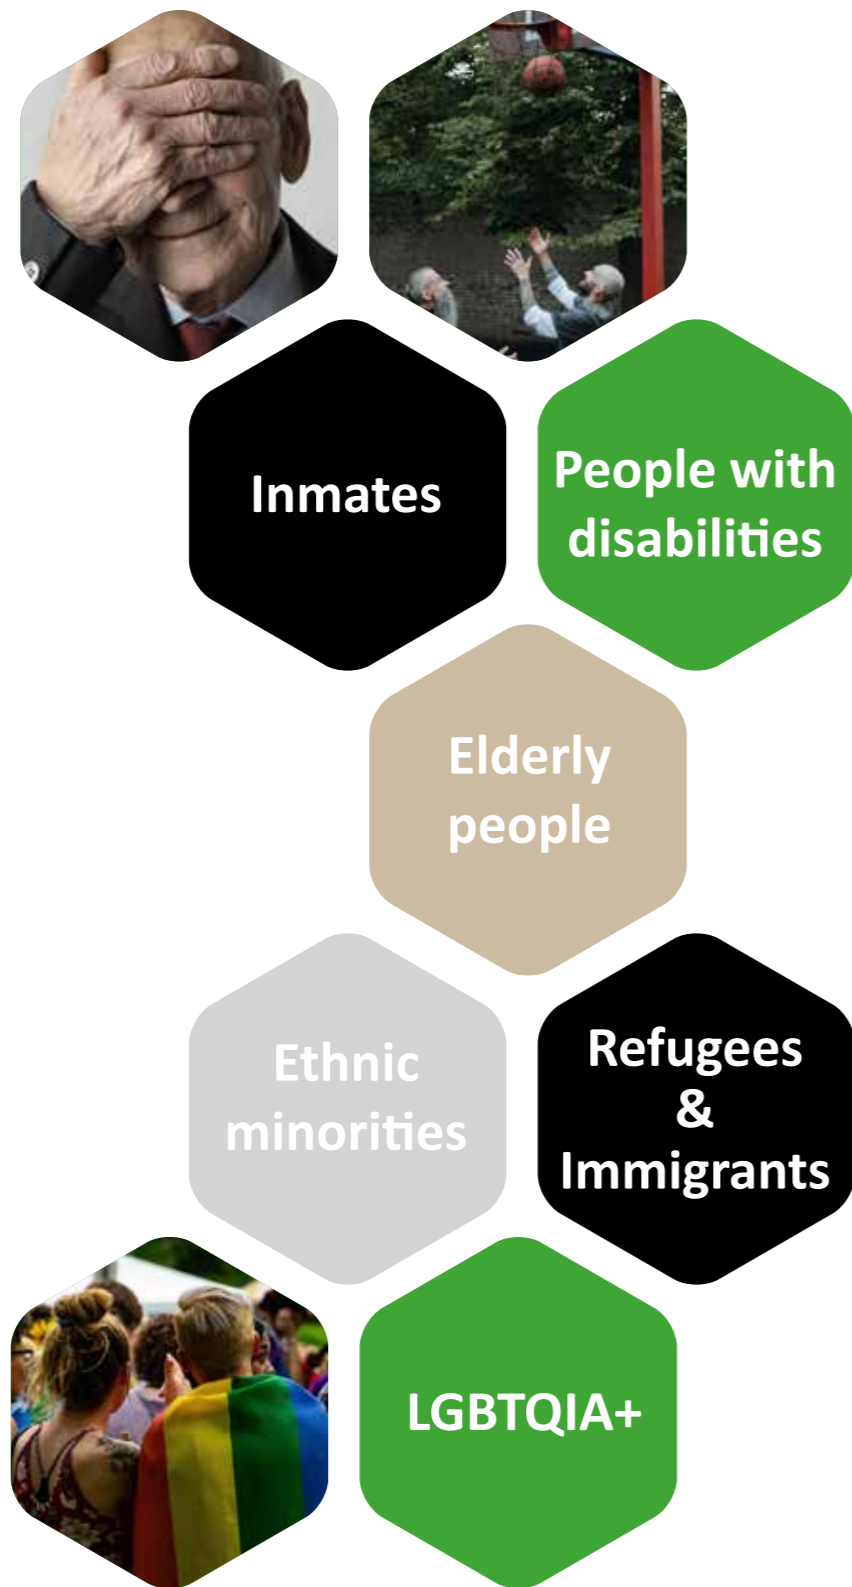 Inmates
People with
disabilities
Elderly
people
Ethnic
minorities
Refugees
&
Immigrants
LGBTQIA+